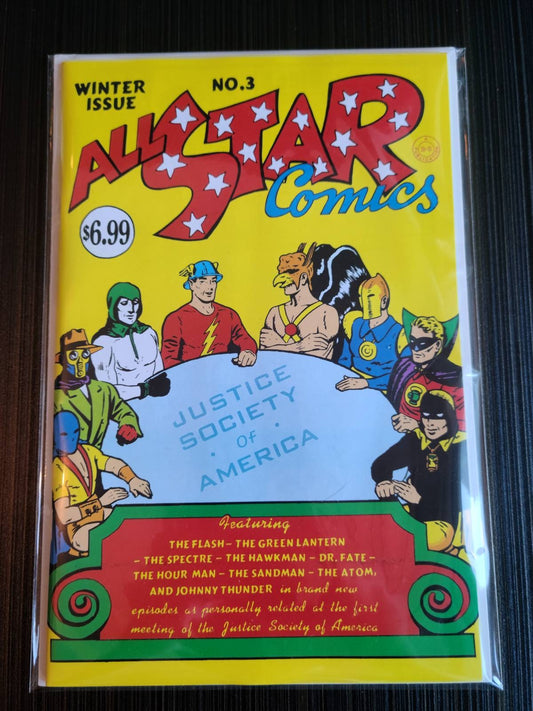 WINTER
ISSUE
NO.3
ALL STAR
Comics
$6.99
JUSTICE
SOCIETY
· OF ·
AMERICA
Featuring
THE FLASH – THE GREEN LANTERN
– THE SPECTRE – THE HAWKMAN – DR. FATE –
THE HOUR MAN – THE SANDMAN – THE ATOM,
AND JOHNNY THUNDER in brand new
episodes as personally related at the first
meeting of the Justice Society of America